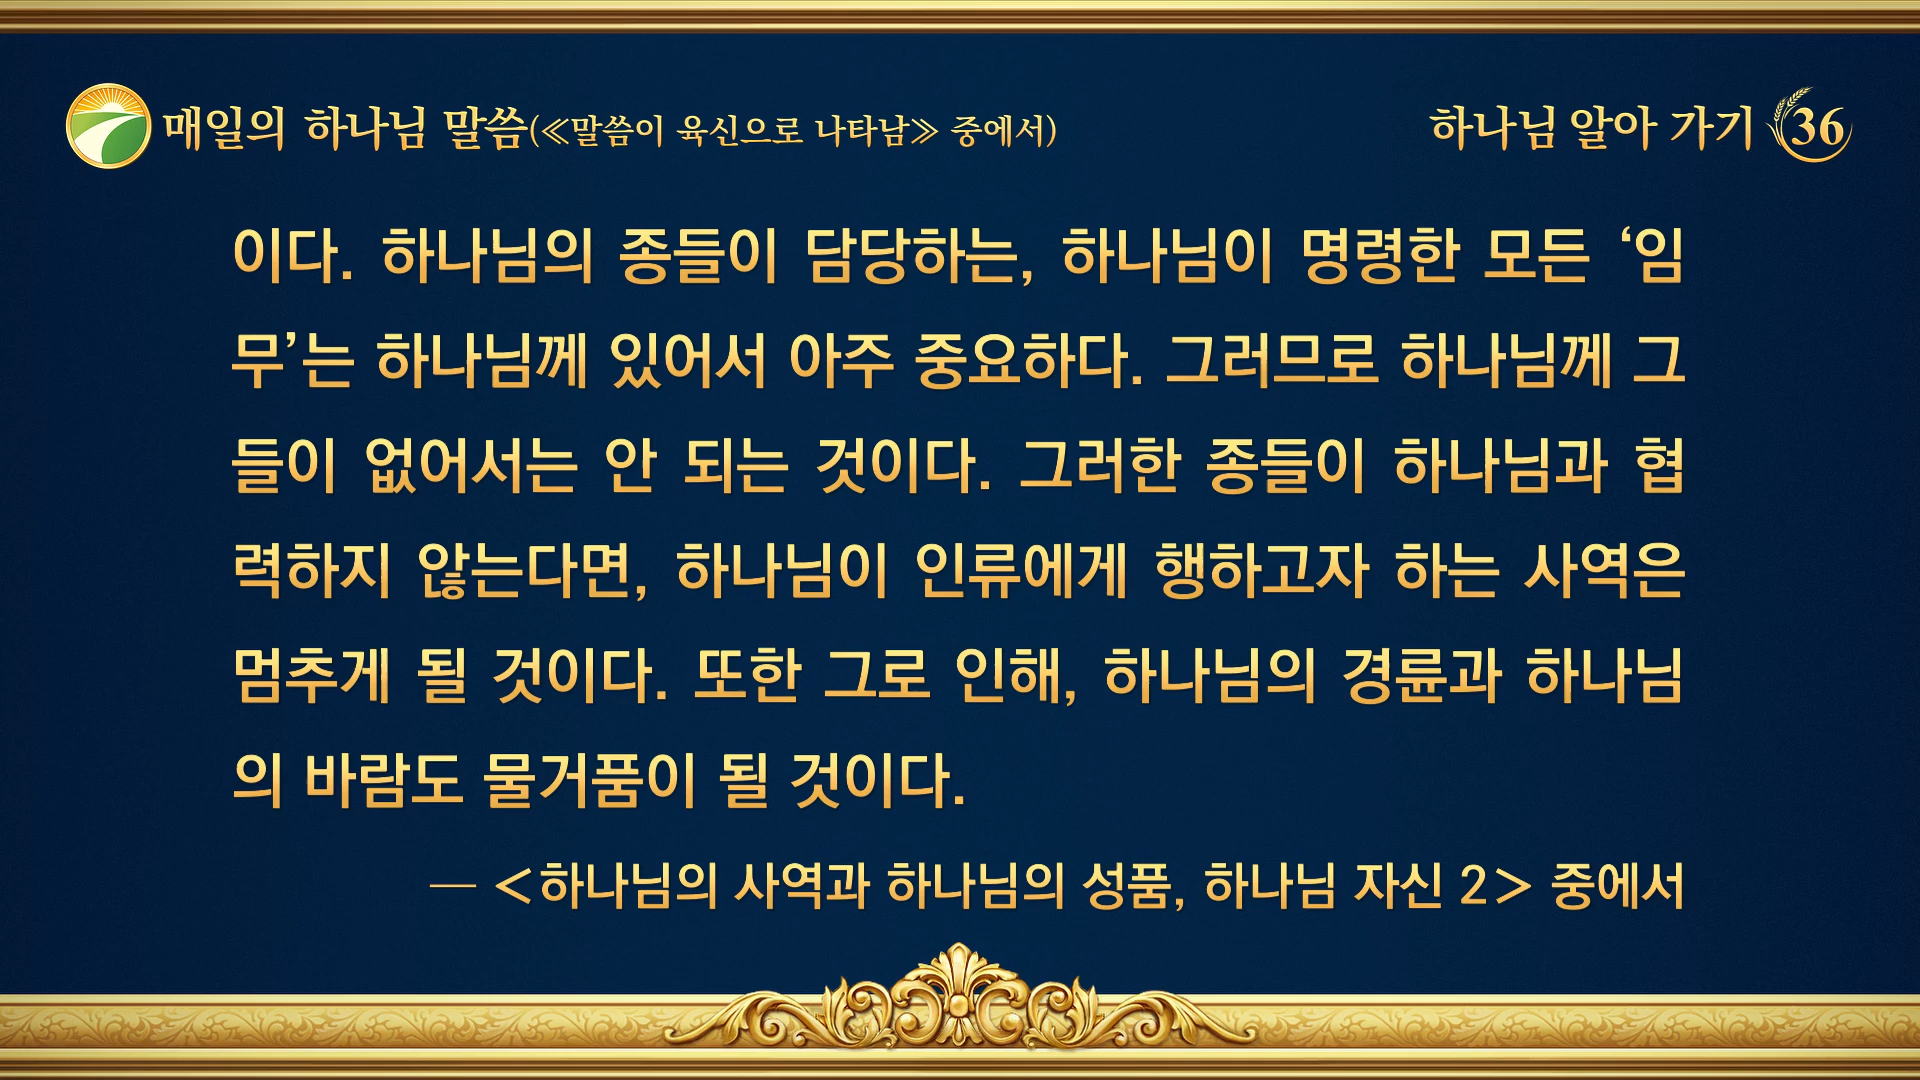 매일의 하나님 말씀(≪말씀이 육신으로 나타남≫ 중에서)
하나님 알아 가기 36
이다. 하나님의 종들이 담당하는, 하나님이 명령한 모든 ‘임
무’는 하나님께 있어서 아주 중요하다. 그러므로 하나님께 그
들이 없어서는 안 되는 것이다. 그러한 종들이 하나님과 협
력하지 않는다면, 하나님이 인류에게 행하고자 하는 사역은
멈추게 될 것이다. 또한 그로 인해, 하나님의 경륜과 하나님
의 바람도 물거품이 될 것이다.
— <하나님의 사역과 하나님의 성품, 하나님 자신 2> 중에서